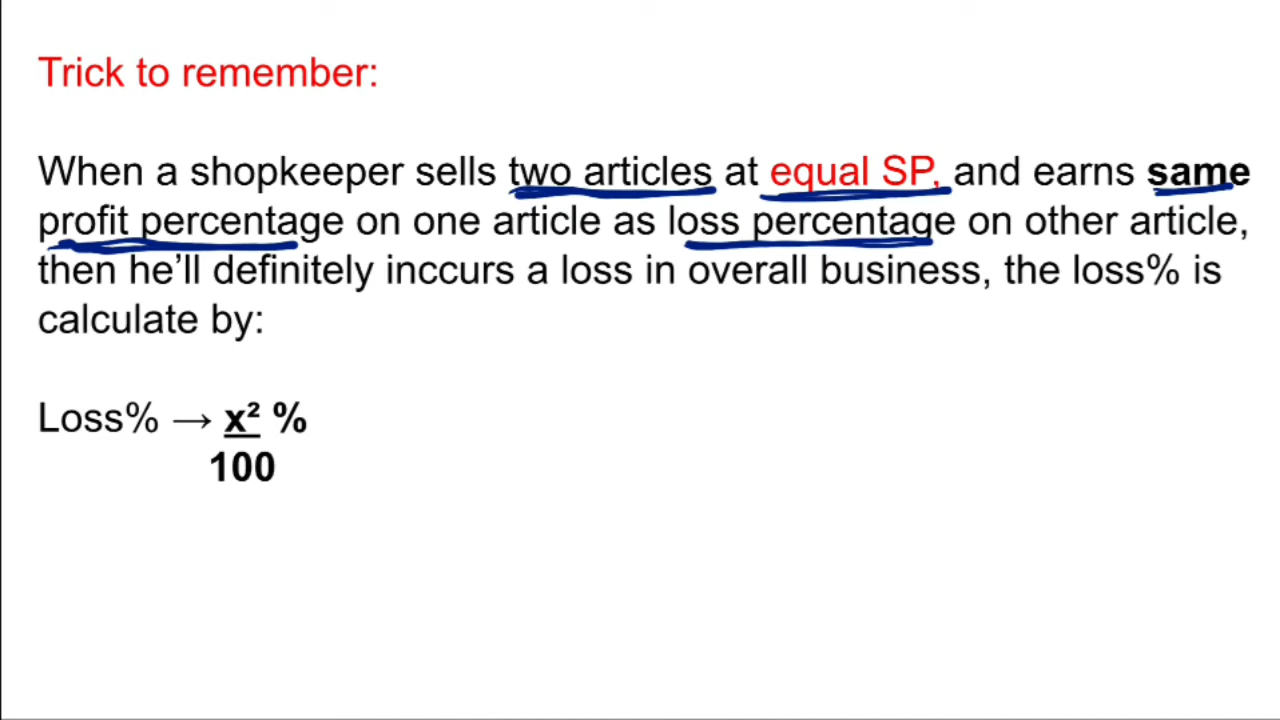 Trick to remember:
When a shopkeeper sells two articles at equal SP, and earns same
profit percentage on one article as loss percentage on other article,
then he’ll definitely inccurs a loss in overall business, the loss% is
calculate by:
Loss% → x² %
100